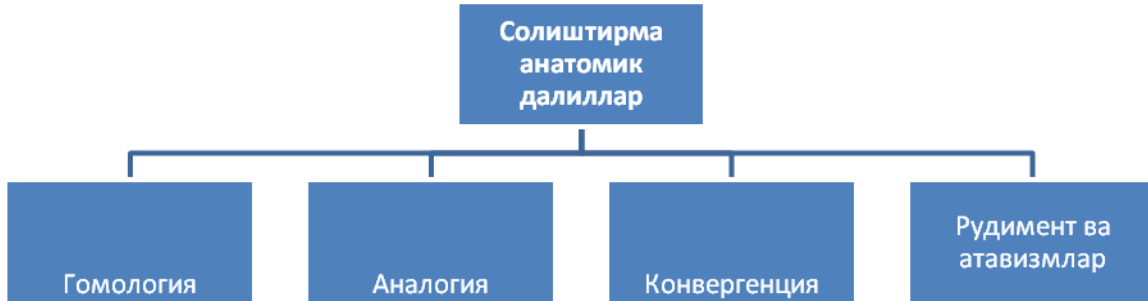 Солиштирма
анатомик
далиллар
Гомология
Аналогия
Конвергенция
Рудимент ва
атавизмлар